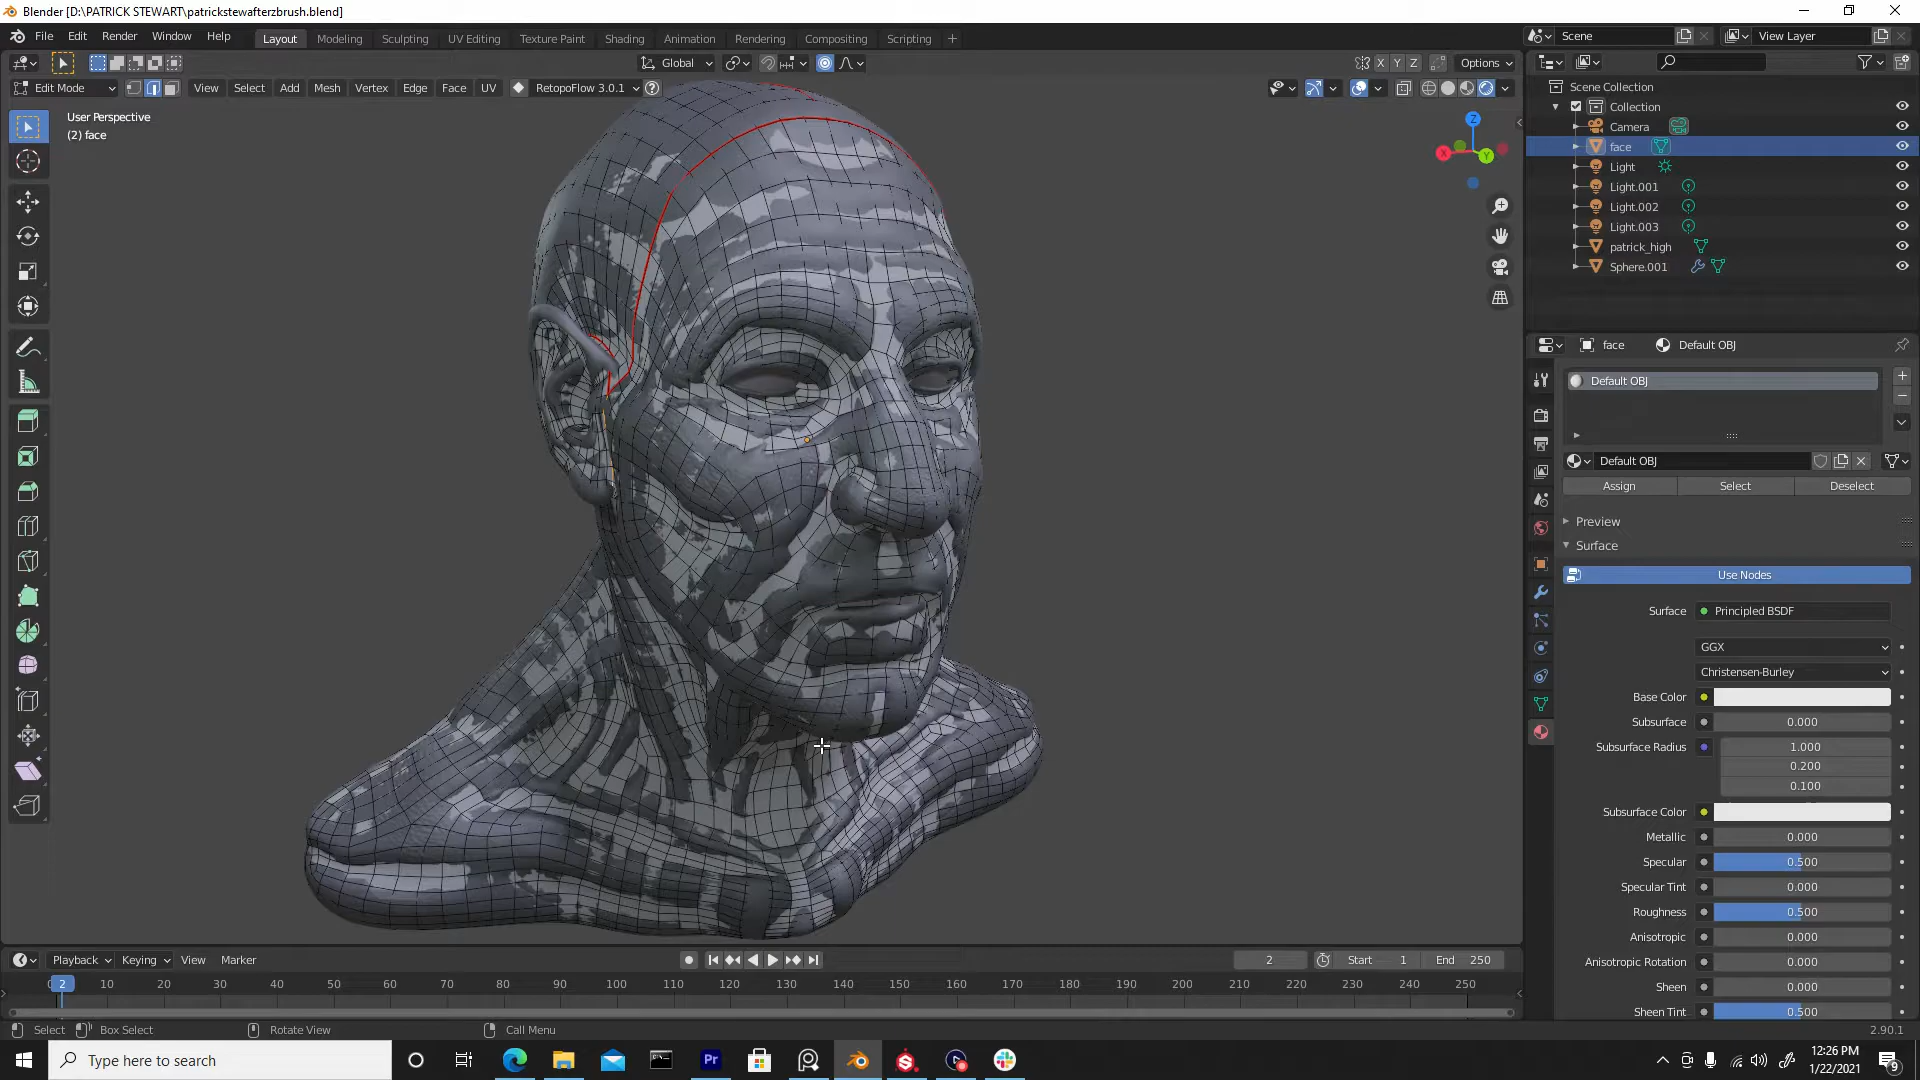 Blender [D:\PATRICK STEWART\patrickstewafterzbrush.blend]
File Edit Render Window Help
Layout Modeling Sculpting UV Editing Texture Paint Shading Animation Rendering Compositing Scripting +
Scene
View Layer
Global
X Y Z
Options
Edit Mode
View Select Add Mesh Vertex Edge Face UV
RetopoFlow 3.0.1
User Perspective
(2) face
Z
X
Y
Scene Collection
Collection
Camera
face
Light
Light.001
Light.002
Light.003
patrick_high
Sphere.001
face
Default OBJ
Default OBJ
Default OBJ
Assign
Select
Deselect
Preview
Surface
Use Nodes
Surface Principled BSDF
GGX
Christensen-Burley
Base Color
Subsurface 0.000
Subsurface Radius 1.000
0.200
0.100
Subsurface Color
Metallic 0.000
Specular 0.500
Specular Tint 0.000
Roughness 0.500
Anisotropic 0.000
Anisotropic Rotation 0.000
Sheen 0.000
Sheen Tint 0.500
Playback Keying View Marker
2
Start 1
End 250
0 2 10 20 30 40 50 60 70 80 90 100 110 120 130 140 150 160 170 180 190 200 210 220 230 240 250
Select
Box Select
Rotate View
Call Menu
2.90.1
Type here to search
Pr
12:26 PM
1/22/2021
9